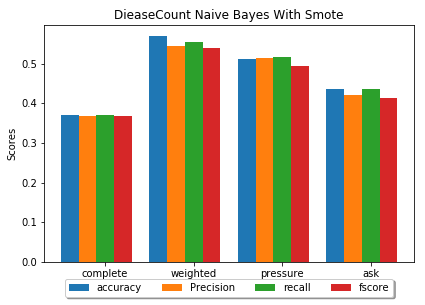 DieaseCount Naive Bayes With Smote
Scores
0.5
0.4
0.3
0.2
0.1
0.0
complete weighted pressure ask
accuracy Precision recall fscore